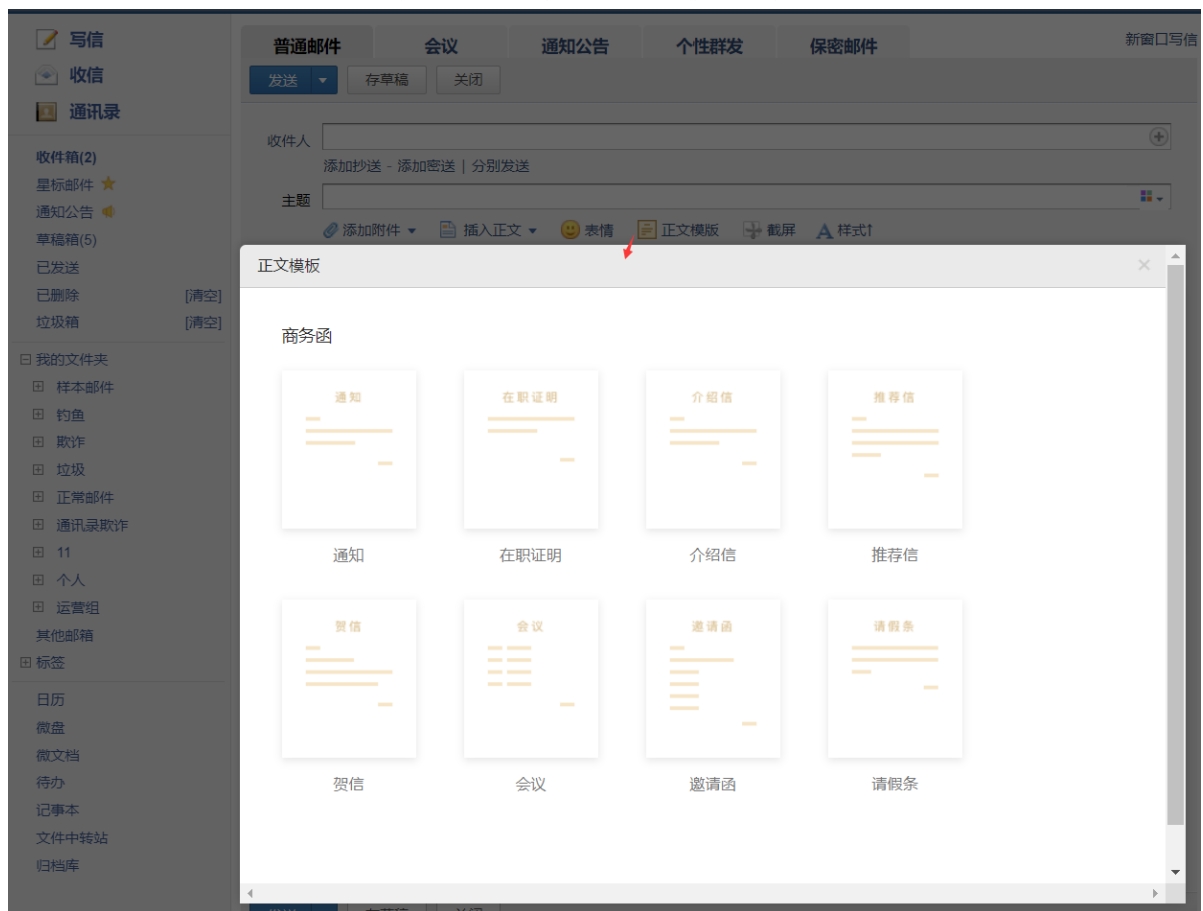 写信
收信
通讯录
收件箱(2)
星标邮件
通知公告
草稿箱(5)
已发送
已删除 [清空]
垃圾箱 [清空]
我的文件夹
样本邮件
钓鱼
欺诈
垃圾
正常邮件
通讯录欺诈
11
个人
运营组
其他邮箱
标签
日历
微盘
微文档
待办
记事本
文件中转站
归档库
普通邮件 会议 通知公告 个性群发 保密邮件 新窗口写信
发送 存草稿 关闭
收件人
添加抄送 - 添加密送 | 分别发送
主题
添加附件 插入正文 表情 正文模版 截屏 样式↑
正文模板 ×
商务函
通知 在职证明 介绍信 推荐信
通知 在职证明 介绍信 推荐信
贺信 会议 邀请函 请假条
贺信 会议 邀请函 请假条